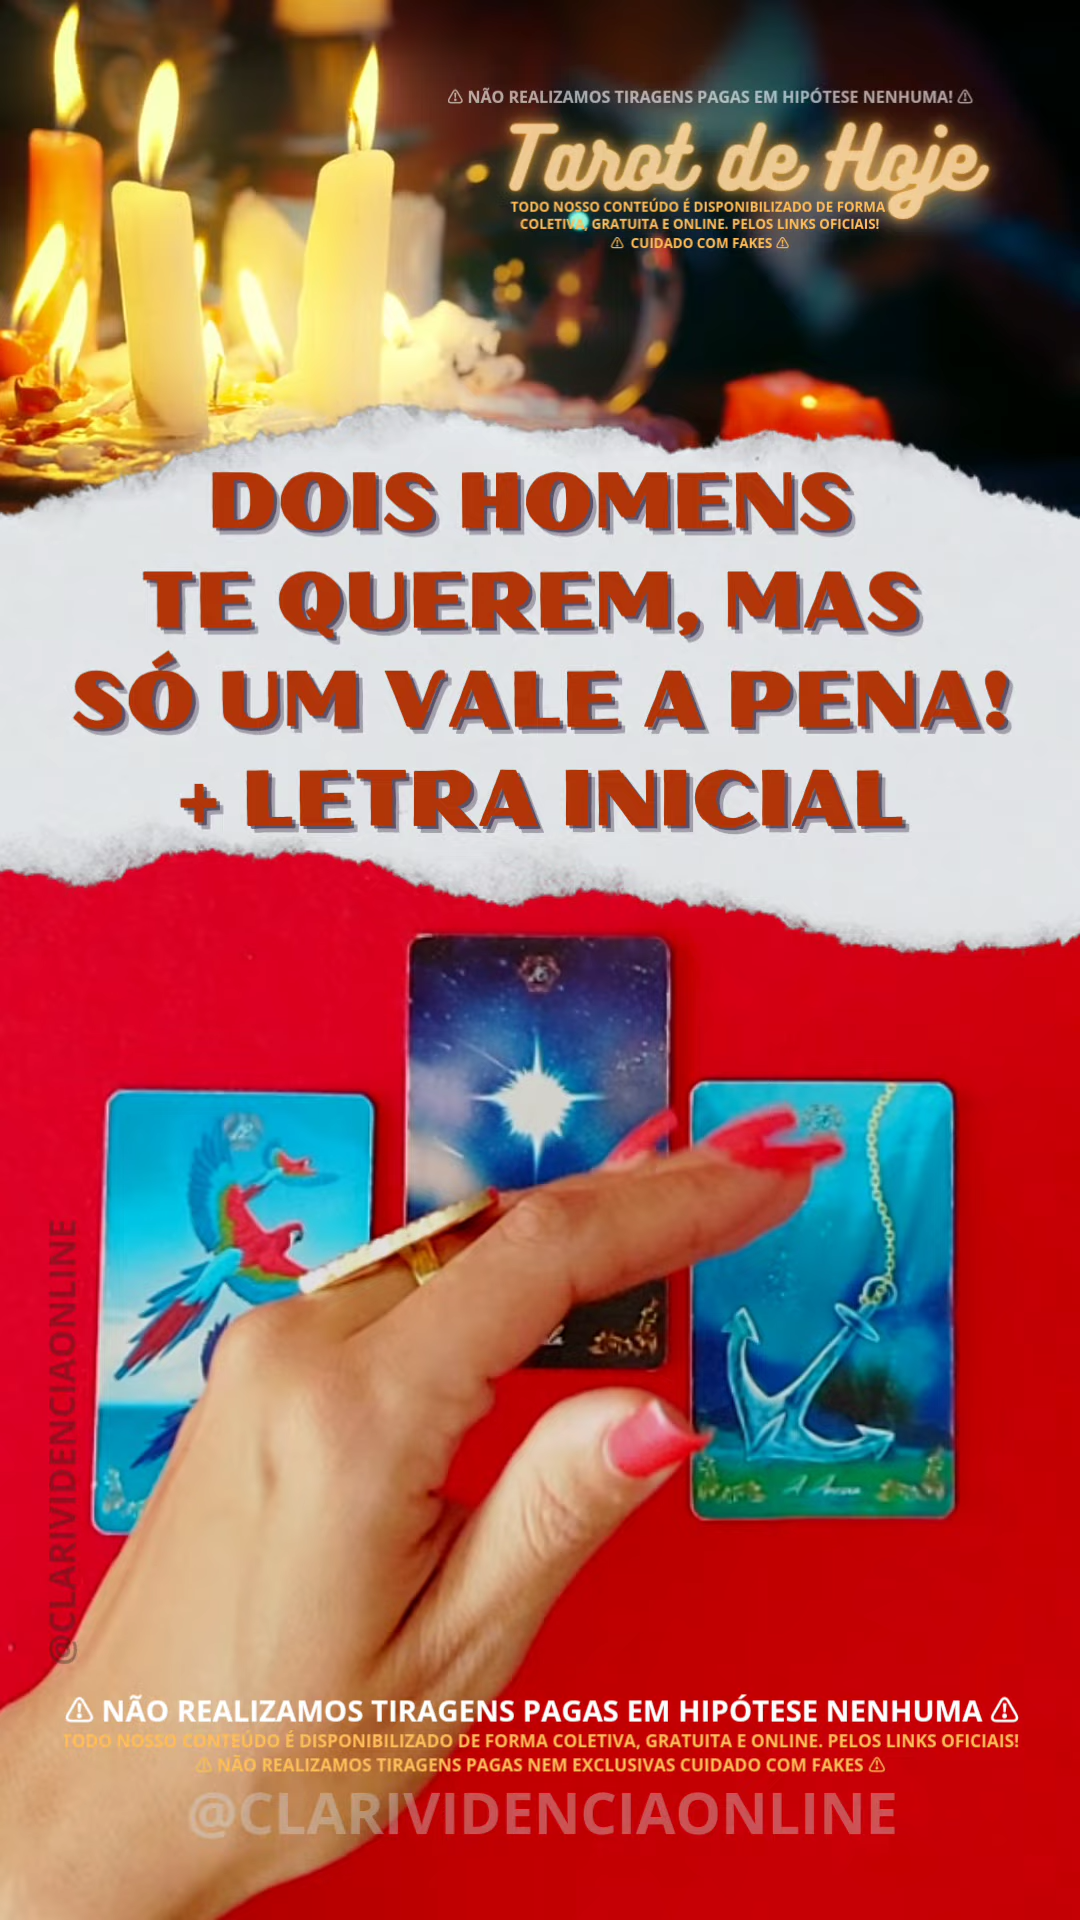 ⚠ NÃO REALIZAMOS TIRAGENS PAGAS EM HIPÓTESE NENHUMA! ⚠
Tarot de Hoje
TODO NOSSO CONTEÚDO É DISPONIBILIZADO DE FORMA
COLETIVA, GRATUITA E ONLINE. PELOS LINKS OFICIAIS!
⚠ CUIDADO COM FAKES ⚠
DOIS HOMENS
TE QUEREM, MAS
SÓ UM VALE A PENA!
+ LETRA INICIAL
16
12
A Âncora
@CLARIVIDENCIAONLINE
⚠ NÃO REALIZAMOS TIRAGENS PAGAS EM HIPÓTESE NENHUMA ⚠
TODO NOSSO CONTEÚDO É DISPONIBILIZADO DE FORMA COLETIVA, GRATUITA E ONLINE. PELOS LINKS OFICIAIS!
⚠ NÃO REALIZAMOS TIRAGENS PAGAS NEM EXCLUSIVAS CUIDADO COM FAKES ⚠
@CLARIVIDENCIAONLINE